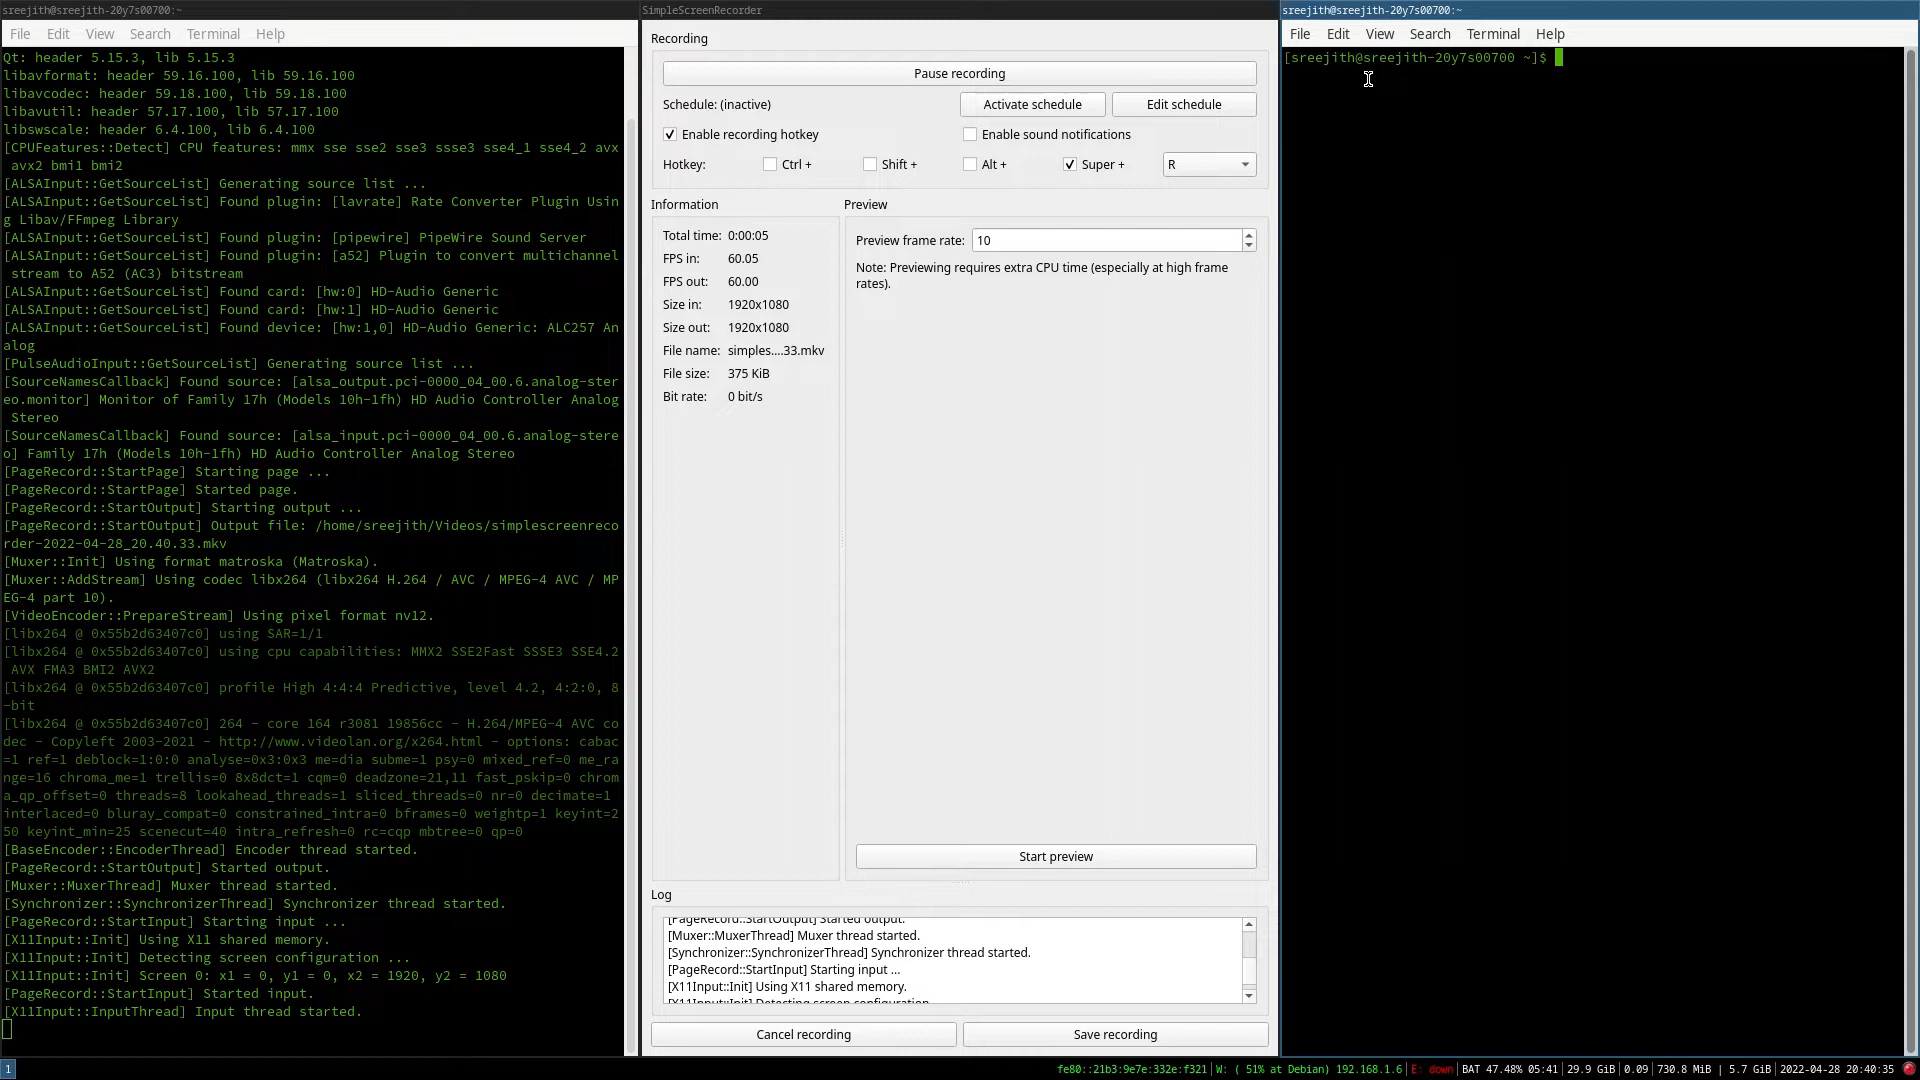 sreejith@sreejith-20y7s00700:~
File Edit View Search Terminal Help
Qt: header 5.15.3, lib 5.15.3
libavformat: header 59.16.100, lib 59.16.100
libavcodec: header 59.18.100, lib 59.18.100
libavutil: header 57.17.100, lib 57.17.100
libswscale: header 6.4.100, lib 6.4.100
[CPUFeatures::Detect] CPU features: mmx sse sse2 sse3 ssse3 sse4_1 sse4_2 avx
avx2 bmi1 bmi2
[ALSAInput::GetSourceList] Generating source list ...
[ALSAInput::GetSourceList] Found plugin: [lavrate] Rate Converter Plugin Usin
g Libav/FFmpeg Library
[ALSAInput::GetSourceList] Found plugin: [pipewire] PipeWire Sound Server
[ALSAInput::GetSourceList] Found plugin: [a52] Plugin to convert multichannel
stream to A52 (AC3) bitstream
[ALSAInput::GetSourceList] Found card: [hw:0] HD-Audio Generic
[ALSAInput::GetSourceList] Found card: [hw:1] HD-Audio Generic
[ALSAInput::GetSourceList] Found device: [hw:1,0] HD-Audio Generic: ALC257 An
alog
[PulseAudioInput::GetSourceList] Generating source list ...
[SourceNamesCallback] Found source: [alsa_output.pci-0000_04_00.6.analog-ster
eo.monitor] Monitor of Family 17h (Models 10h-1fh) HD Audio Controller Analog
Stereo
[SourceNamesCallback] Found source: [alsa_input.pci-0000_04_00.6.analog-stere
o] Family 17h (Models 10h-1fh) HD Audio Controller Analog Stereo
[PageRecord::StartPage] Starting page ...
[PageRecord::StartPage] Started page.
[PageRecord::StartOutput] Starting output ...
[PageRecord::StartOutput] Output file: /home/sreejith/Videos/simplescreenreco
rder-2022-04-28_20.40.33.mkv
[Muxer::Init] Using format matroska (Matroska).
[Muxer::AddStream] Using codec libx264 (libx264 H.264 / AVC / MPEG-4 AVC / MP
EG-4 part 10).
[VideoEncoder::PrepareStream] Using pixel format nv12.
[libx264 @ 0x55b2d63407c0] using SAR=1/1
[libx264 @ 0x55b2d63407c0] using cpu capabilities: MMX2 SSE2Fast SSSE3 SSE4.2
AVX FMA3 BMI2 AVX2
[libx264 @ 0x55b2d63407c0] profile High 4:4:4 Predictive, level 4.2, 4:2:0, 8
-bit
[libx264 @ 0x55b2d63407c0] 264 - core 164 r3081 19856cc - H.264/MPEG-4 AVC co
dec - Copyleft 2003-2021 - http://www.videolan.org/x264.html - options: cabac
=1 ref=1 deblock=1:0:0 analyse=0x3:0x3 me=dia subme=1 psy=0 mixed_ref=0 me_ra
nge=16 chroma_me=1 trellis=0 8x8dct=1 cqm=0 deadzone=21,11 fast_pskip=0 chrom
a_qp_offset=0 threads=8 lookahead_threads=1 sliced_threads=0 nr=0 decimate=1
interlaced=0 bluray_compat=0 constrained_intra=0 bframes=0 weightp=1 keyint=2
50 keyint_min=25 scenecut=40 intra_refresh=0 rc=cqp mbtree=0 qp=0
[BaseEncoder::EncoderThread] Encoder thread started.
[PageRecord::StartOutput] Started output.
[Muxer::MuxerThread] Muxer thread started.
[Synchronizer::SynchronizerThread] Synchronizer thread started.
[PageRecord::StartInput] Starting input ...
[X11Input::Init] Using X11 shared memory.
[X11Input::Init] Detecting screen configuration ...
[X11Input::Init] Screen 0: x1 = 0, y1 = 0, x2 = 1920, y2 = 1080
[PageRecord::StartInput] Started input.
[X11Input::InputThread] Input thread started.
SimpleScreenRecorder
Recording
Pause recording
Schedule: (inactive) Activate schedule Edit schedule
Enable recording hotkey Enable sound notifications
Hotkey: Ctrl + Shift + Alt + Super + R
Information
Total time: 0:00:05
FPS in: 60.05
FPS out: 60.00
Size in: 1920x1080
Size out: 1920x1080
File name: simples....33.mkv
File size: 375 KiB
Bit rate: 0 bit/s
Preview
Preview frame rate: 10
Note: Previewing requires extra CPU time (especially at high frame
rates).
Start preview
Log
[PageRecord::StartOutput] Started output.
[Muxer::MuxerThread] Muxer thread started.
[Synchronizer::SynchronizerThread] Synchronizer thread started.
[PageRecord::StartInput] Starting input ...
[X11Input::Init] Using X11 shared memory.
[X11Input::Init] Detecting screen configuration
Cancel recording Save recording
sreejith@sreejith-20y7s00700:~
File Edit View Search Terminal Help
[sreejith@sreejith-20y7s00700 ~]$
1 fe80::21b3:9e7e:332e:f321 | W: ( 51% at Debian) 192.168.1.6 | E: down | BAT 47.48% 05:41 | 29.9 GiB | 0.09 | 730.8 MiB | 5.7 GiB | 2022-04-28 20:40:35